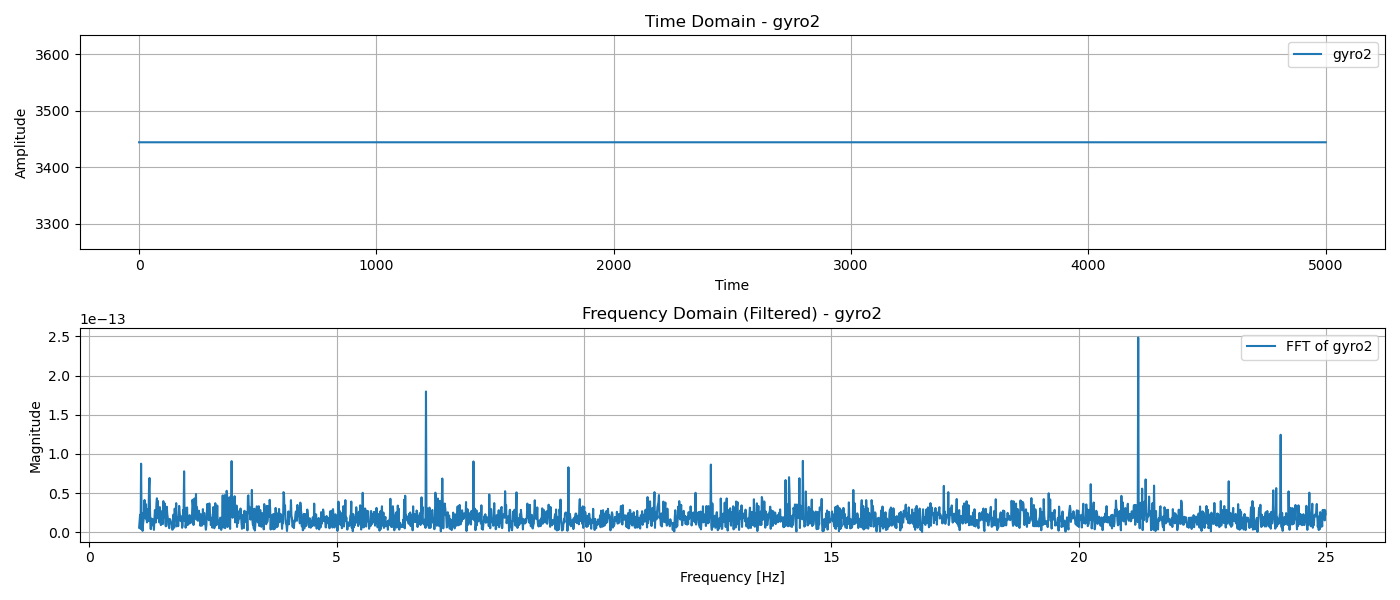 Time Domain - gyro2
3600
3500
3400
3300
Amplitude
gyro2
0 1000 2000 3000 4000 5000
Time
Frequency Domain (Filtered) - gyro2
1e−13
2.5
2.0
1.5
1.0
0.5
0.0
Magnitude
FFT of gyro2
0 5 10 15 20 25
Frequency [Hz]